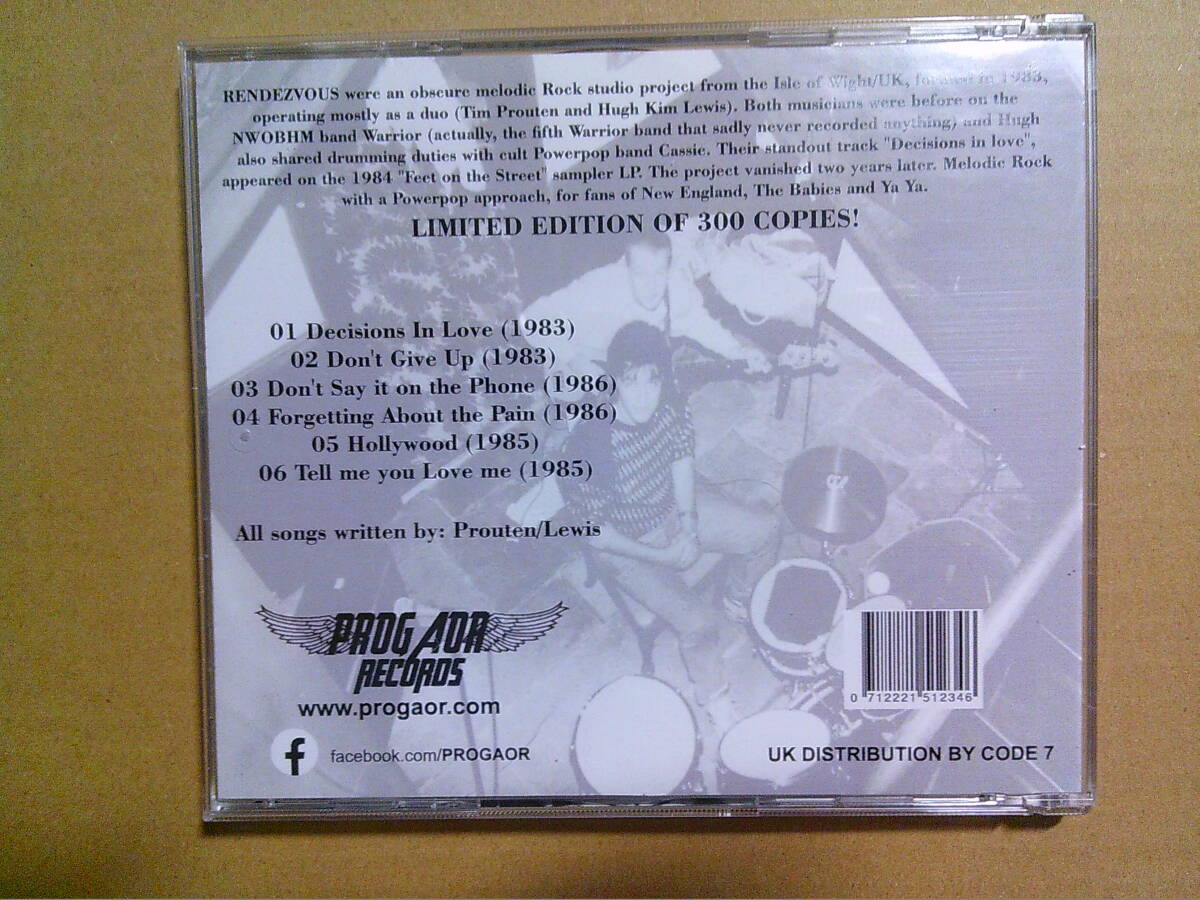 RENDEZVOUS were an obscure melodic Rock studio project from the Isle of Wight/UK, formed in 1983,
operating mostly as a duo (Tim Prouten and Hugh Kim Lewis). Both musicians were before on the
NWOBHM band Warrior (actually, the fifth Warrior band that sadly never recorded anything) and Hugh
also shared drumming duties with cult Powerpop band Cassie. Their standout track "Decisions in love",
appeared on the 1984 "Feet on the Street" sampler LP. The project vanished two years later. Melodic Rock
with a Powerpop approach, for fans of New England, The Babies and Ya Ya.
LIMITED EDITION OF 300 COPIES!
01 Decisions In Love (1983)
02 Don't Give Up (1983)
03 Don't Say it on the Phone (1986)
04 Forgetting About the Pain (1986)
05 Hollywood (1985)
06 Tell me you Love me (1985)
All songs written by: Prouten/Lewis
PROG AOR
RECORDS
www.progaor.com
f facebook.com/PROGAOR
0 712221 512346
UK DISTRIBUTION BY CODE 7